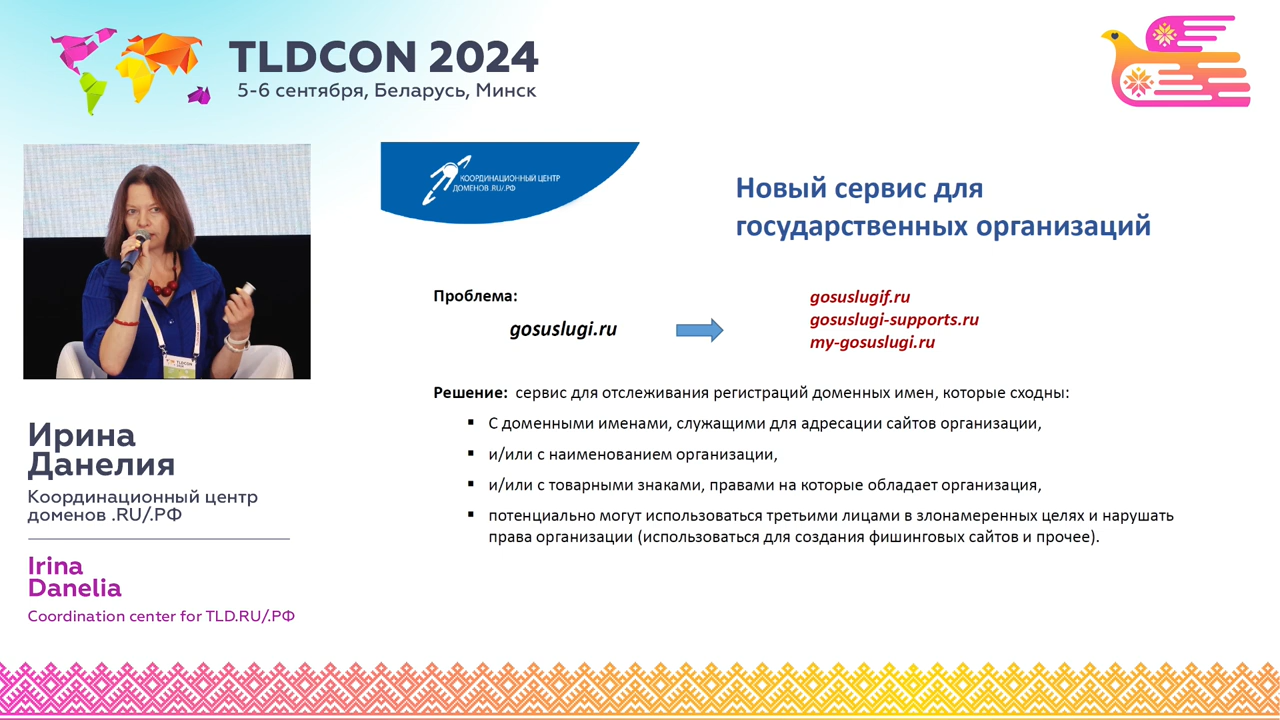 TLDCON 2024
5-6 сентября, Беларусь, Минск
КООРДИНАЦИОННЫЙ ЦЕНТР
ДОМЕНОВ .RU/.РФ
Новый сервис для
государственных организаций
Проблема:
gosuslugi.ru
gosuslugif.ru
gosuslugi-supports.ru
my-gosuslugi.ru
Решение: сервис для отслеживания регистраций доменных имен, которые сходны:
▪ С доменными именами, служащими для адресации сайтов организации,
▪ и/или с наименованием организации,
▪ и/или с товарными знаками, правами на которые обладает организация,
▪ потенциально могут использоваться третьими лицами в злонамеренных целях и нарушать
права организации (использоваться для создания фишинговых сайтов и прочее).
Ирина
Данелия
Координационный центр
доменов .RU/.РФ
Irina
Danelia
Coordination center for TLD.RU/.РФ